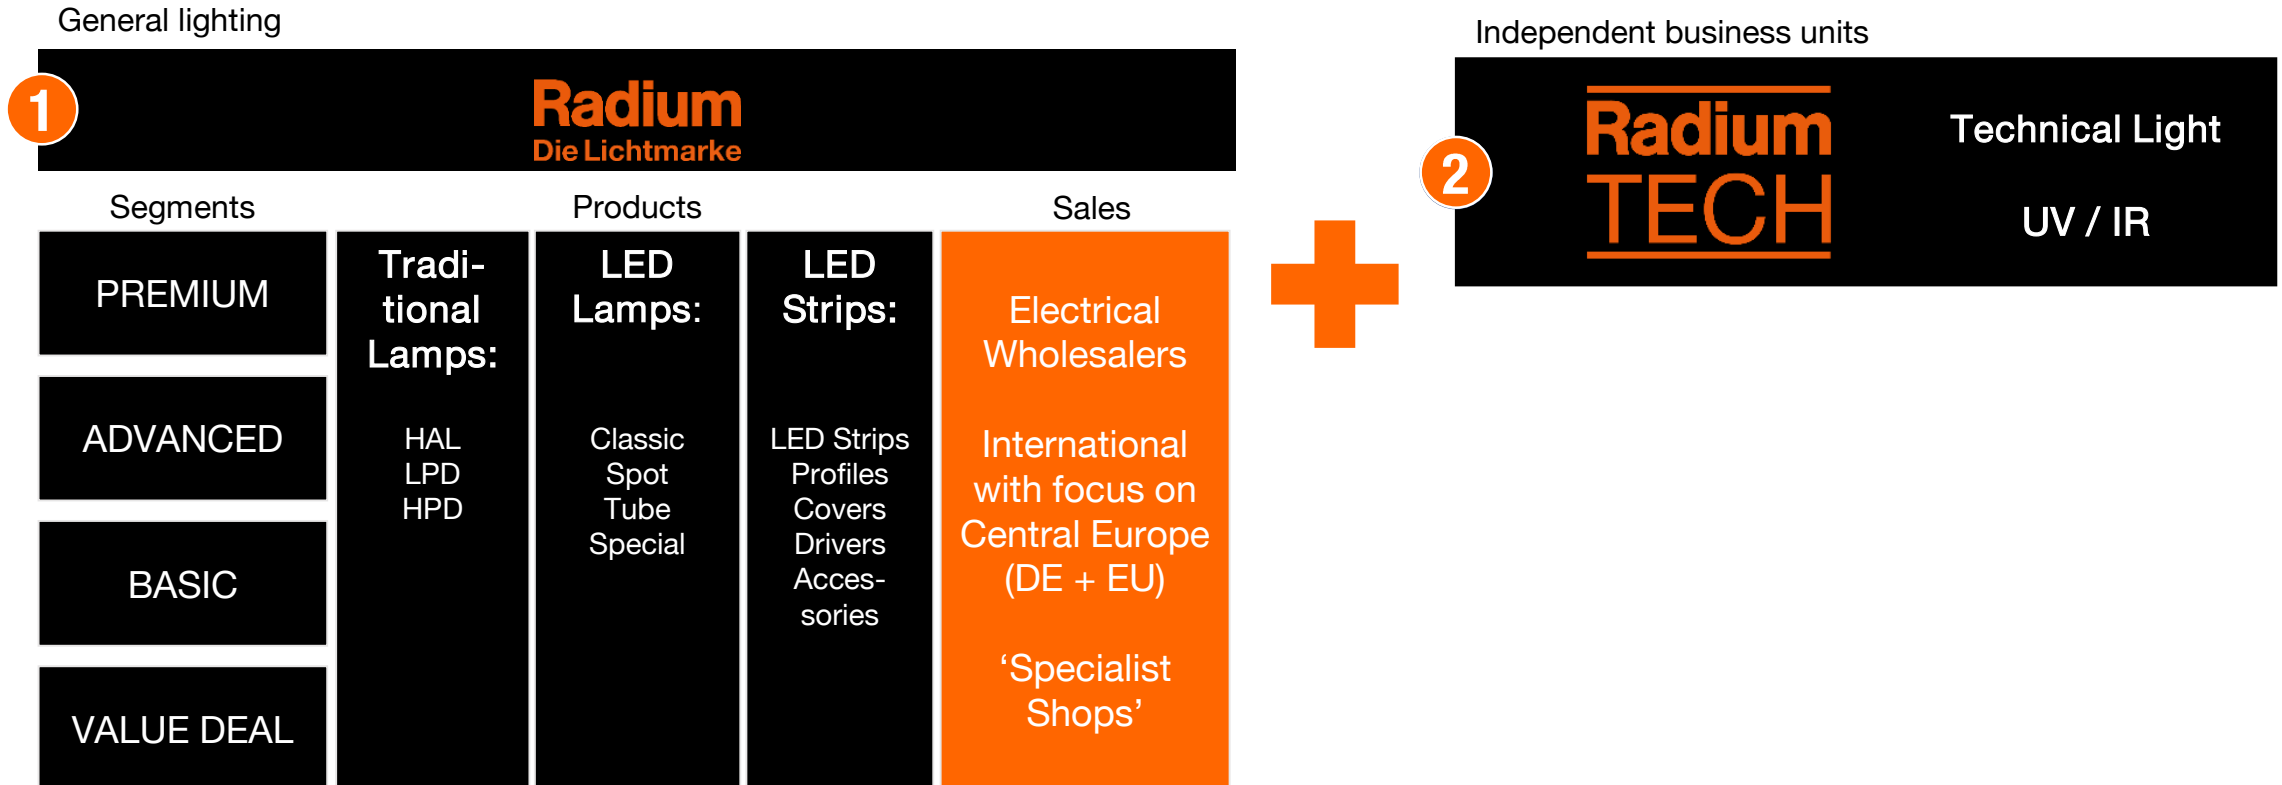 General lighting
1
Radium
Die Lichtmarke
Segments
Products
Sales
PREMIUM
ADVANCED
BASIC
VALUE DEAL
Tradi-
tional
Lamps:
HAL
LPD
HPD
LED
Lamps:
Classic
Spot
Tube
Special
LED
Strips:
LED Strips
Profiles
Covers
Drivers
Acces-
sories
Electrical
Wholesalers
International
with focus on
Central Europe
(DE + EU)
‘Specialist
Shops’
Independent business units
2
Radium
TECH
Technical Light
UV / IR